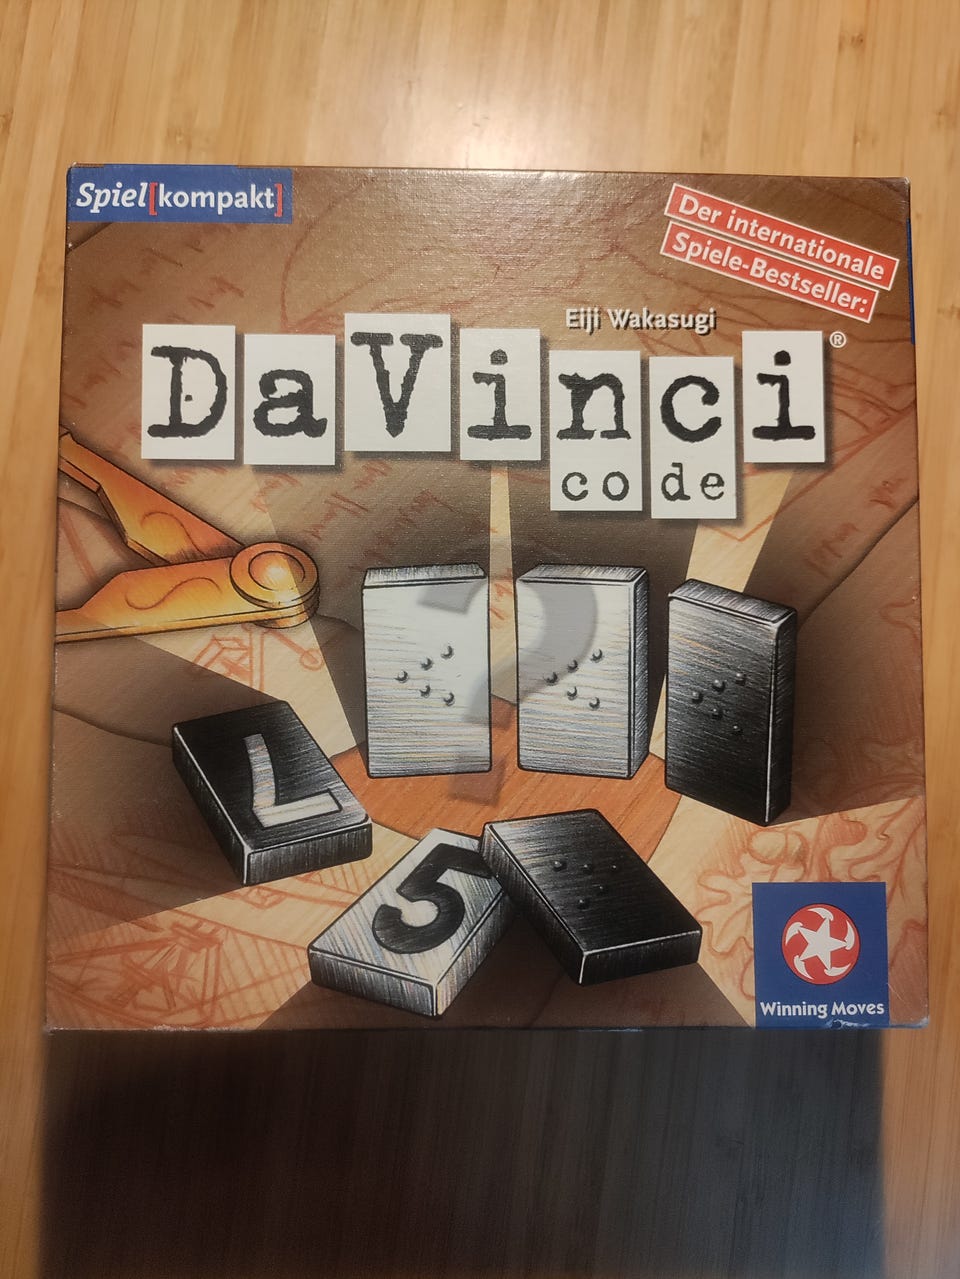 Spiel[kompakt]
Der internationale
Spiele-Bestseller:
Eiji Wakasugi
DaVinci®
code
7
5
Winning Moves